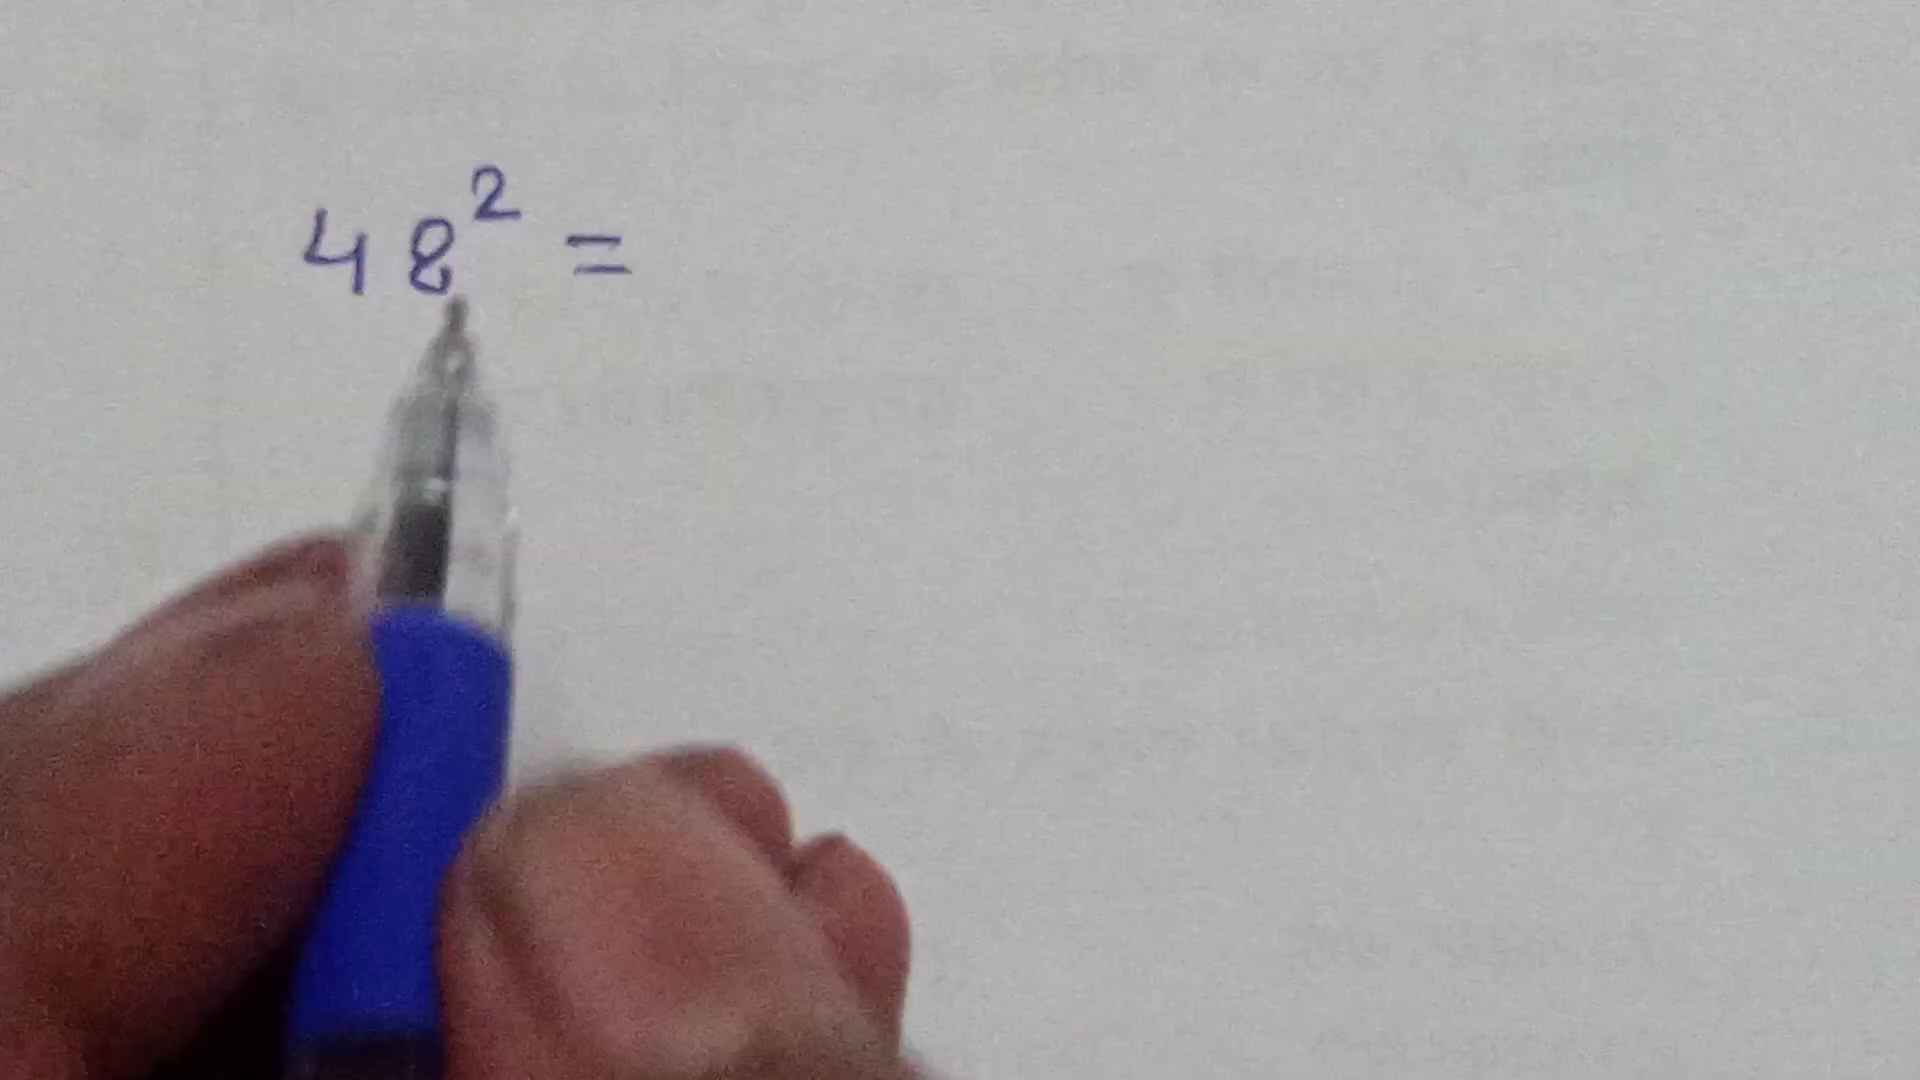 48² =